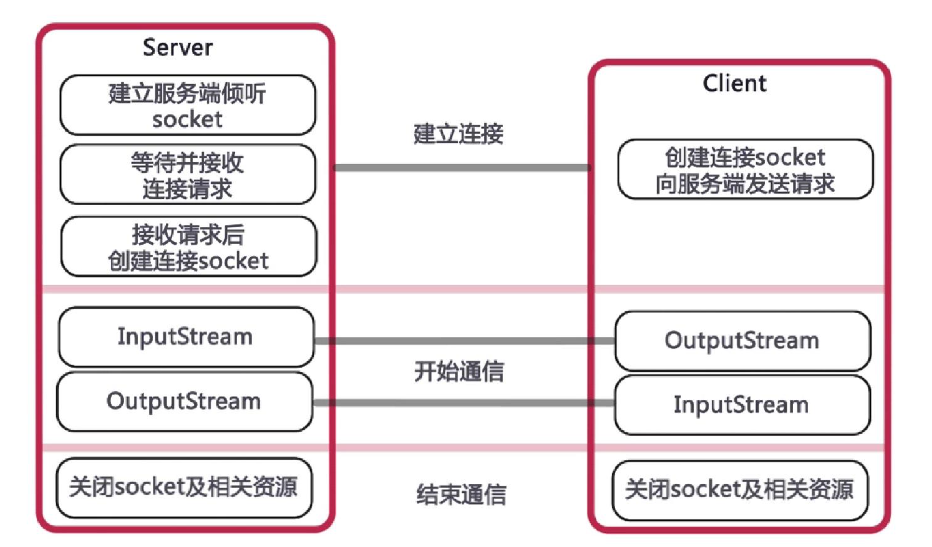 Server
建立服务端倾听
socket
等待并接收
连接请求
接收请求后
创建连接socket
建立连接
Client
创建连接socket
向服务端发送请求
InputStream
OutputStream
开始通信
OutputStream
InputStream
关闭socket及相关资源
结束通信
关闭socket及相关资源